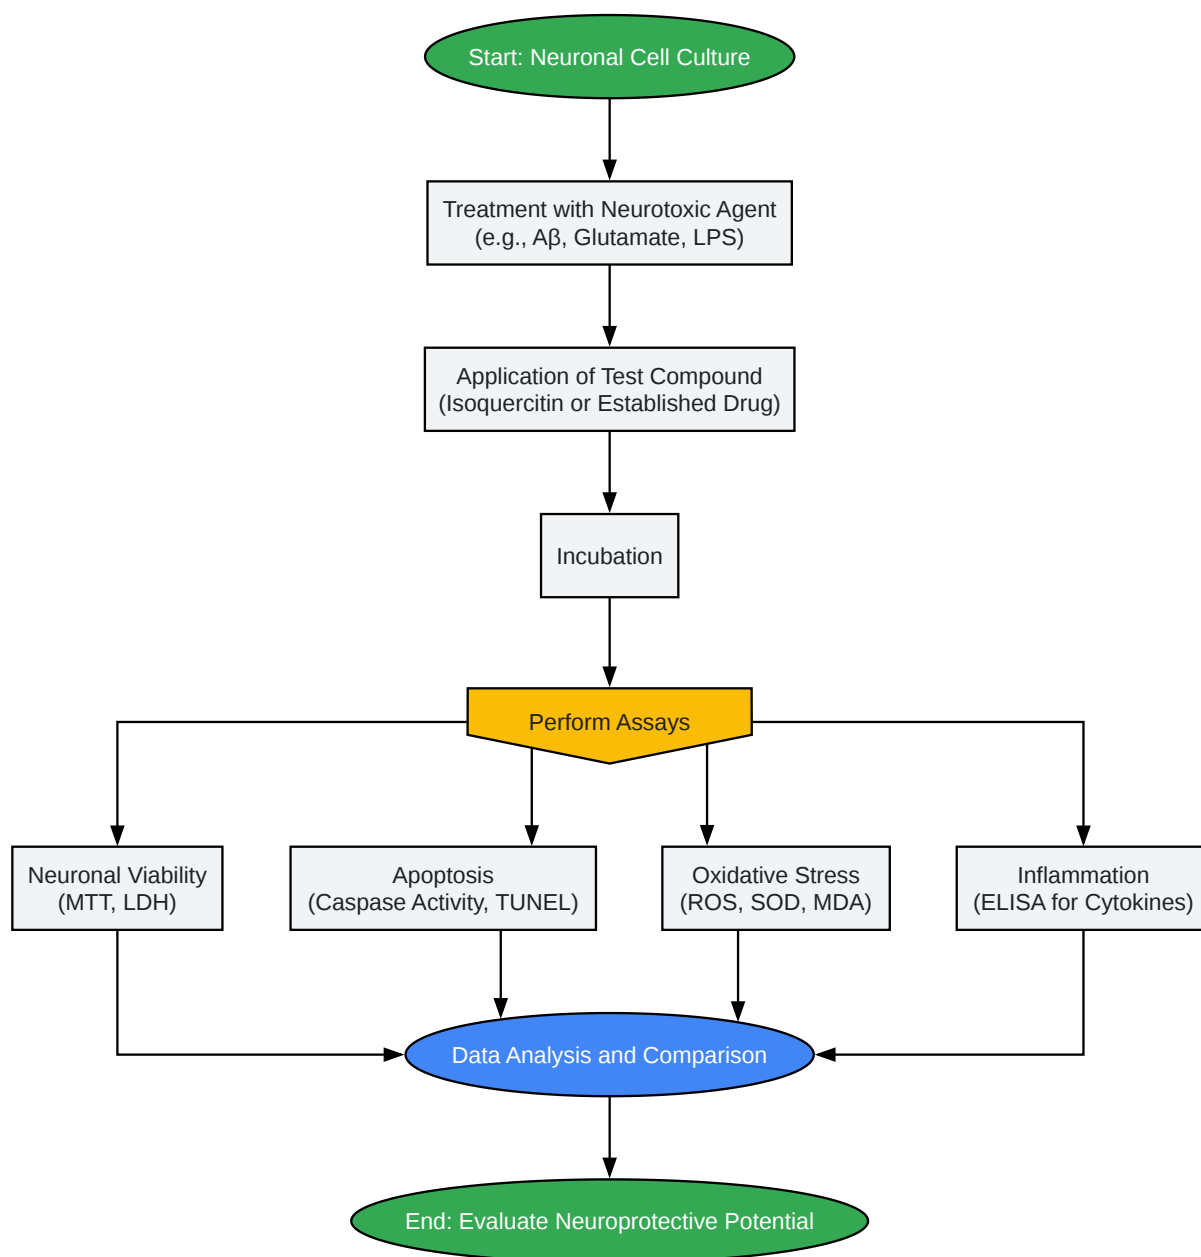 Start: Neuronal Cell Culture
Treatment with Neurotoxic Agent
(e.g., Aβ, Glutamate, LPS)
Application of Test Compound
(Isoquercitin or Established Drug)
Incubation
Perform Assays
Neuronal Viability
(MTT, LDH)
Apoptosis
(Caspase Activity, TUNEL)
Oxidative Stress
(ROS, SOD, MDA)
Inflammation
(ELISA for Cytokines)
Data Analysis and Comparison
End: Evaluate Neuroprotective Potential